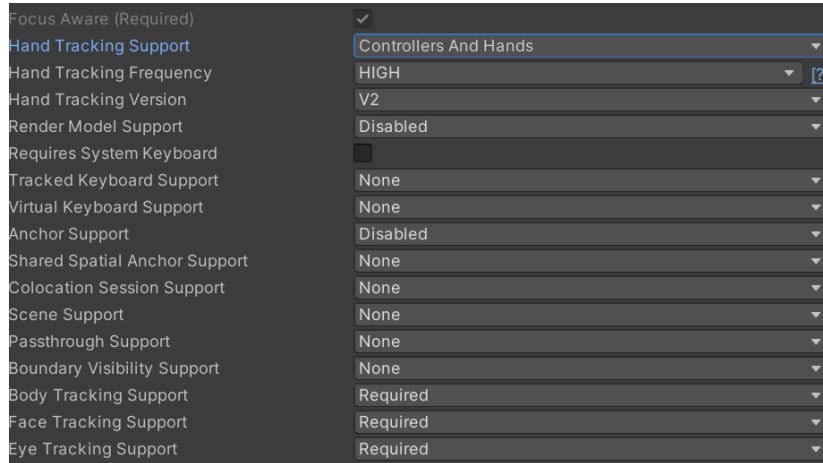 Focus Aware (Required)
Hand Tracking Support Controllers And Hands
Hand Tracking Frequency HIGH [?
Hand Tracking Version V2
Render Model Support Disabled
Requires System Keyboard
Tracked Keyboard Support None
Virtual Keyboard Support None
Anchor Support Disabled
Shared Spatial Anchor Support None
Colocation Session Support None
Scene Support None
Passthrough Support None
Boundary Visibility Support None
Body Tracking Support Required
Face Tracking Support Required
Eye Tracking Support Required